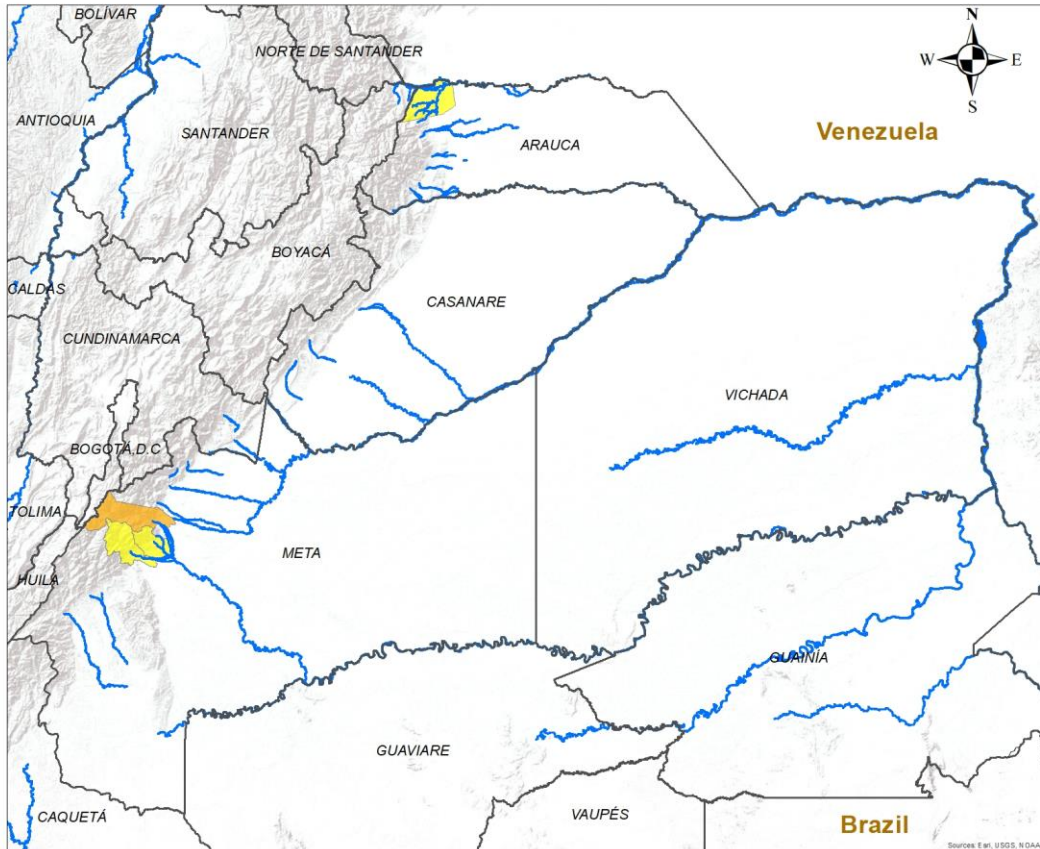 BOLÍVAR
NORTE DE SANTANDER
N
W
E
S
ANTIOQUIA
SANTANDER
Venezuela
ARAUCA
BOYACÁ
CALDAS
CASANARE
CUNDINAMARCA
VICHADA
BOGOTÁ,D.C
TOLIMA
META
HUILA
GUAINÍA
GUAVIARE
CAQUETÁ
VAUPÉS
Brazil
Sources: Esri, USGS, NOAA